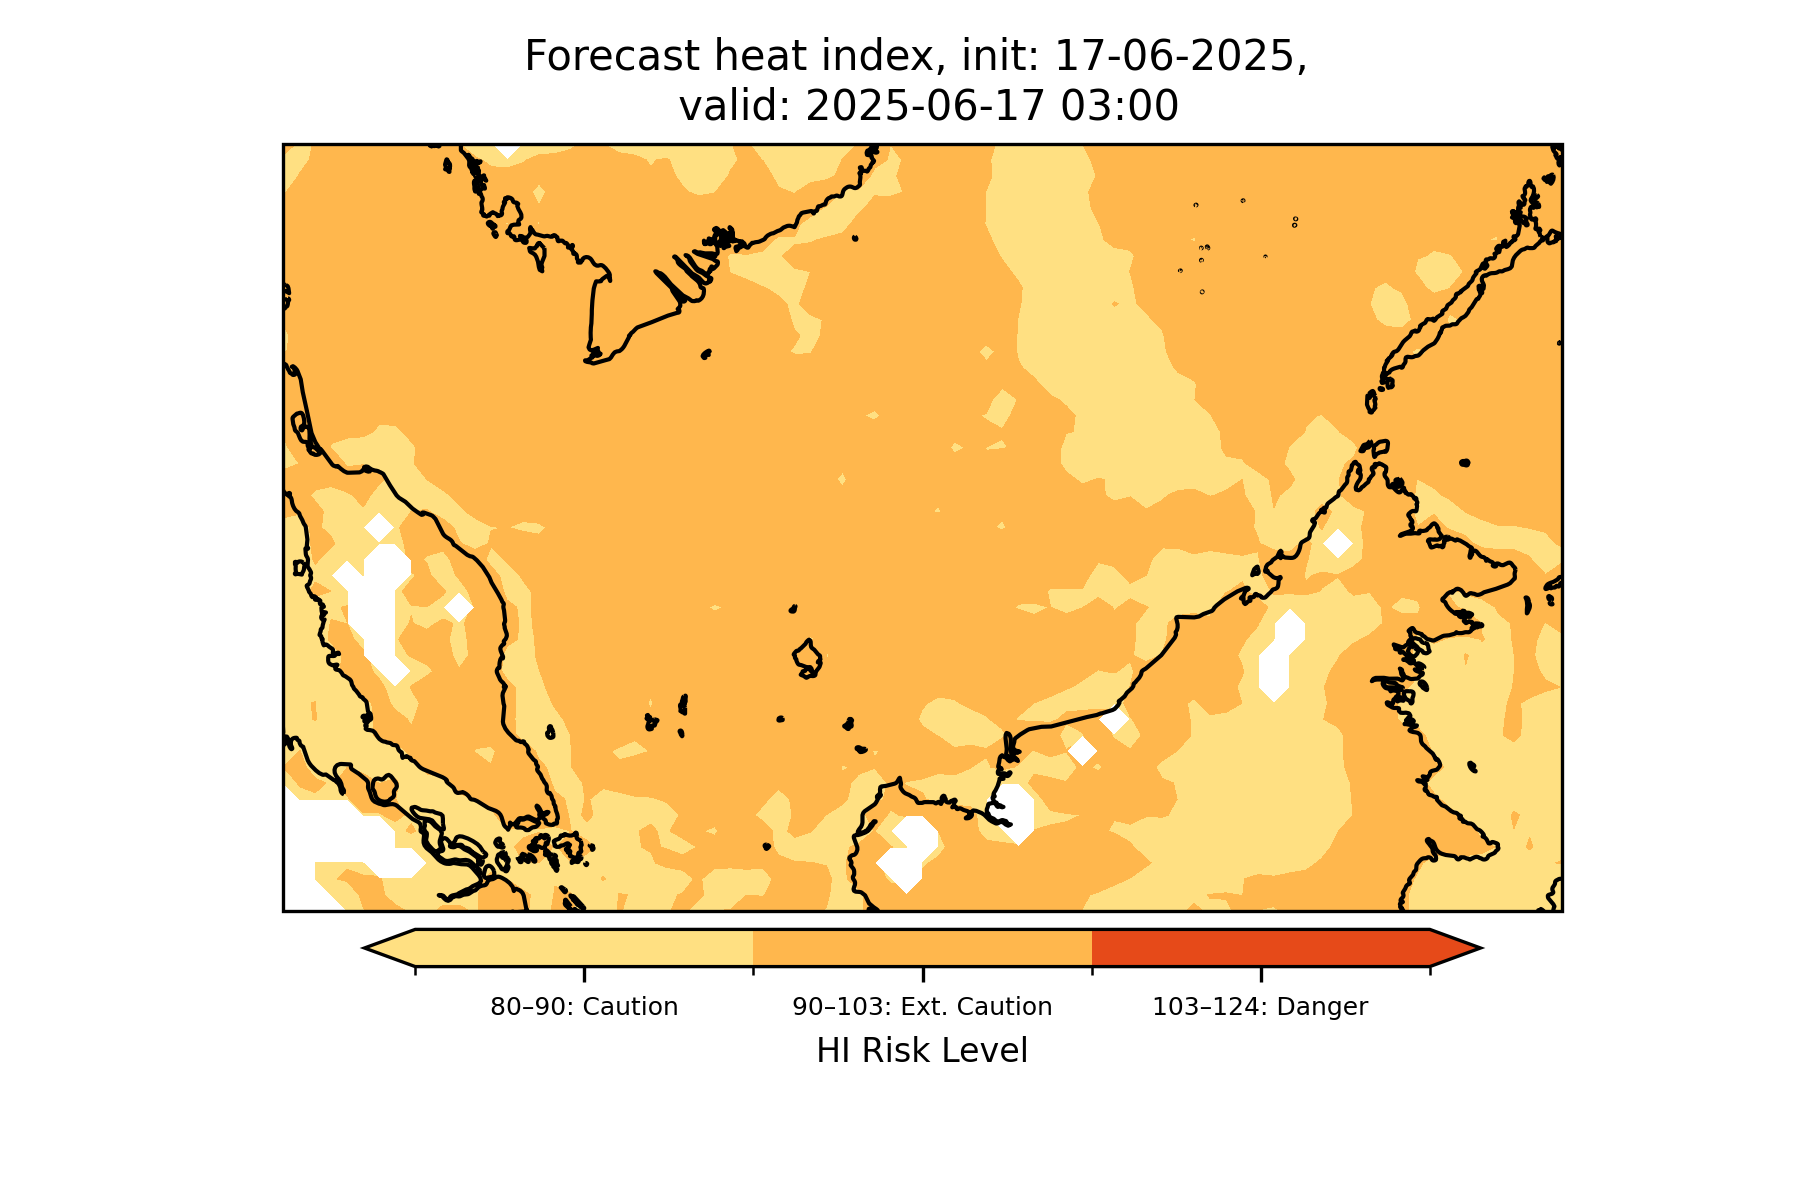 Forecast heat index, init: 17-06-2025,
valid: 2025-06-17 03:00
80–90: Caution
90–103: Ext. Caution
103–124: Danger
HI Risk Level